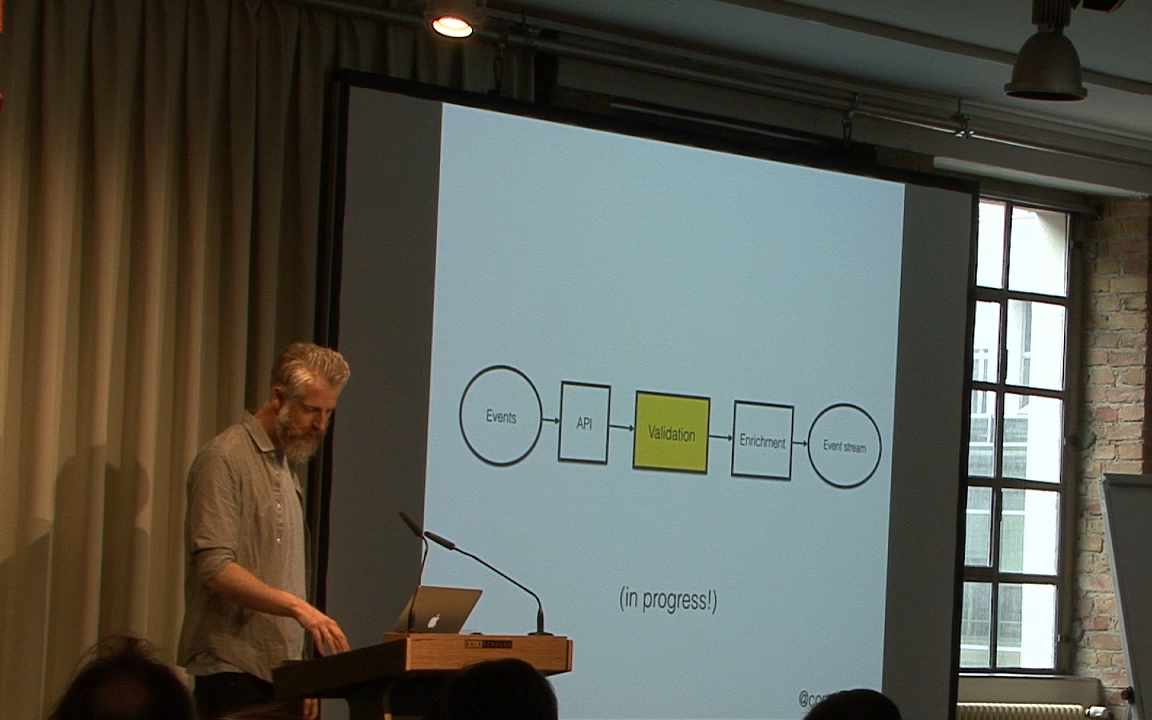 Events
API
Validation
Enrichment
Event stream
(in progress!)